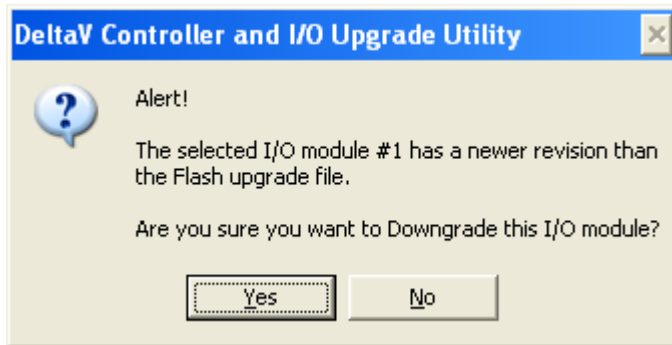 DeltaV Controller and I/O Upgrade Utility
Alert!
The selected I/O module #1 has a newer revision than
the Flash upgrade file.
Are you sure you want to Downgrade this I/O module?
Yes
No